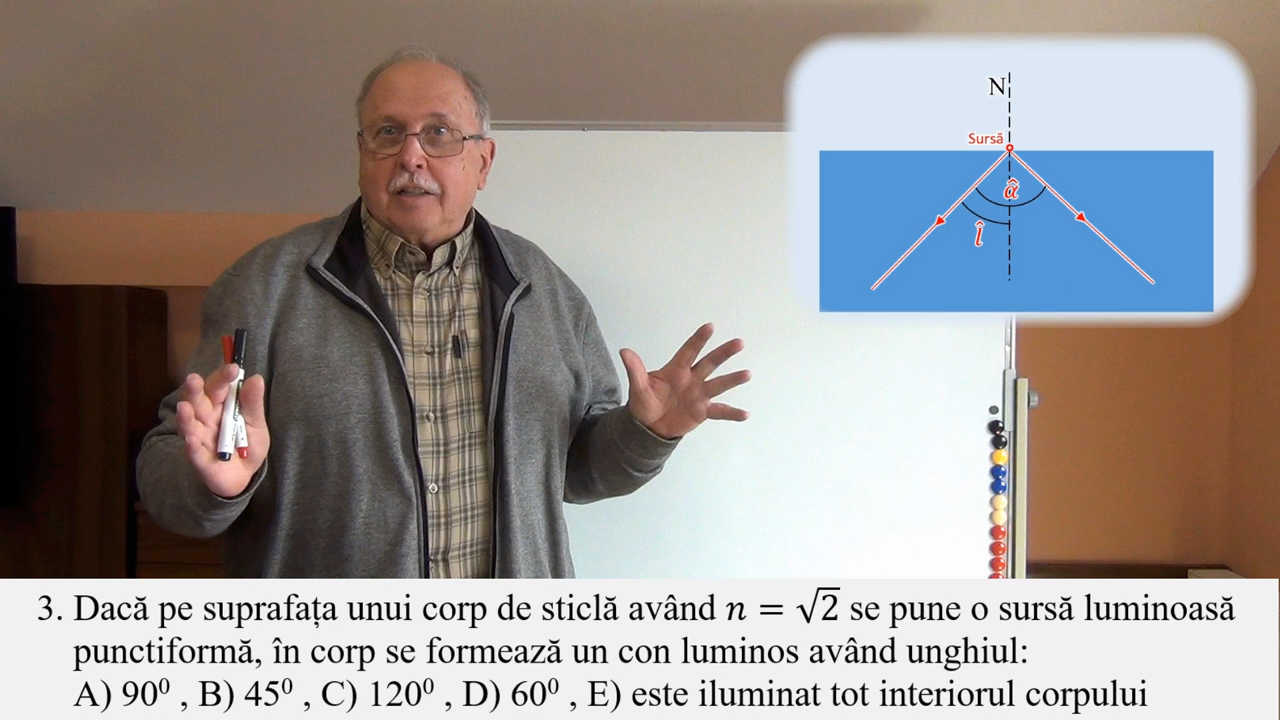 N
Sursă
α̂
î
3. Dacă pe suprafața unui corp de sticlă având n = √2 se pune o sursă luminoasă
punctiformă, în corp se formează un con luminos având unghiul:
A) 90⁰ , B) 45⁰ , C) 120⁰ , D) 60⁰ , E) este iluminat tot interiorul corpului